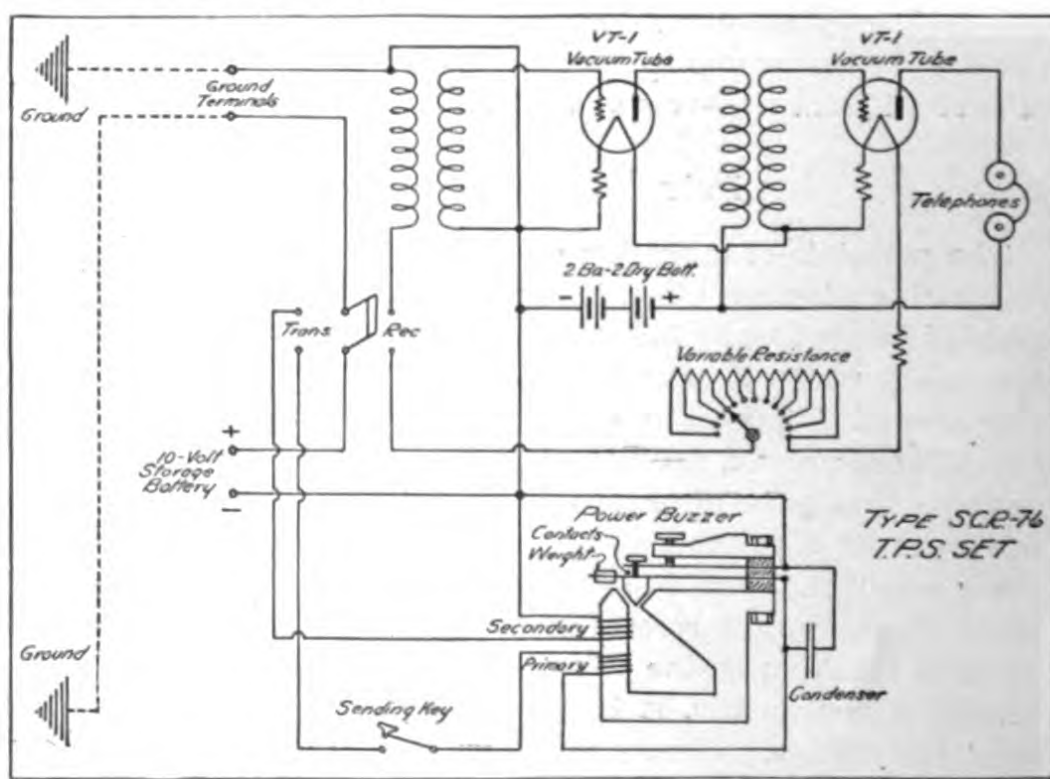 VT-1
Vacuum Tube
VT-1
Vacuum Tube
Ground
Ground
Terminals
Telephones
2 Ba-2 Dry Batt.
- +
Trans
Rec
Variable Resistance
+
10-Volt
Storage
Battery
-
Power Buzzer
Contacts
Weight
TYPE SCR-76
T.P.S. SET
Secondary
Primary
Ground
Condenser
Sending Key